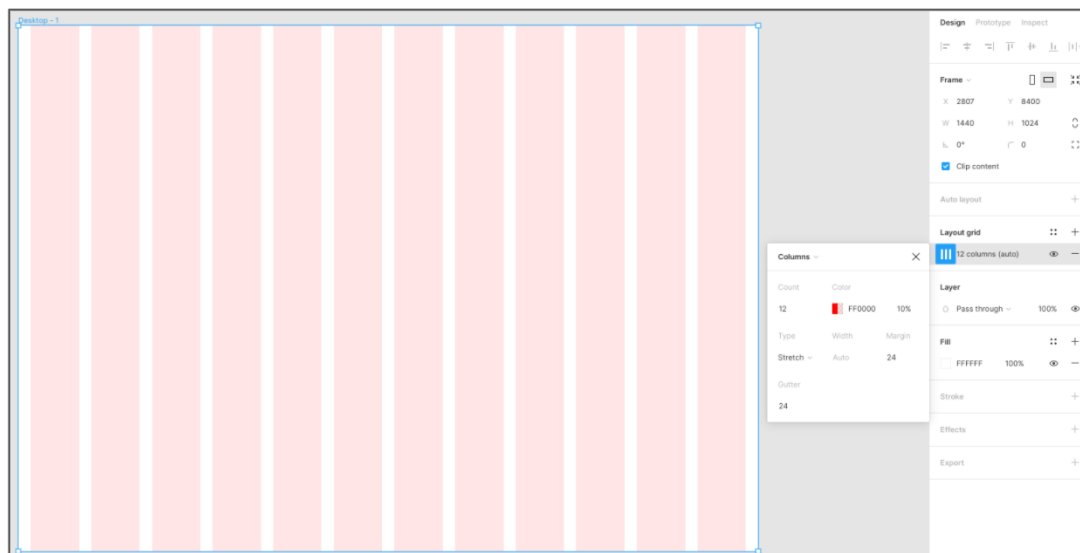 Desktop – 1
Design Prototype Inspect
Frame
X 2807 Y 8400
W 1440 H 1024
0° 0
Clip content
Auto layout
Layout grid
12 columns (auto)
Layer
Pass through 100%
Fill
FFFFFF 100%
Stroke
Effects
Export
Columns
Count Color
12 FF0000 10%
Type Width Margin
Stretch Auto 24
Gutter
24